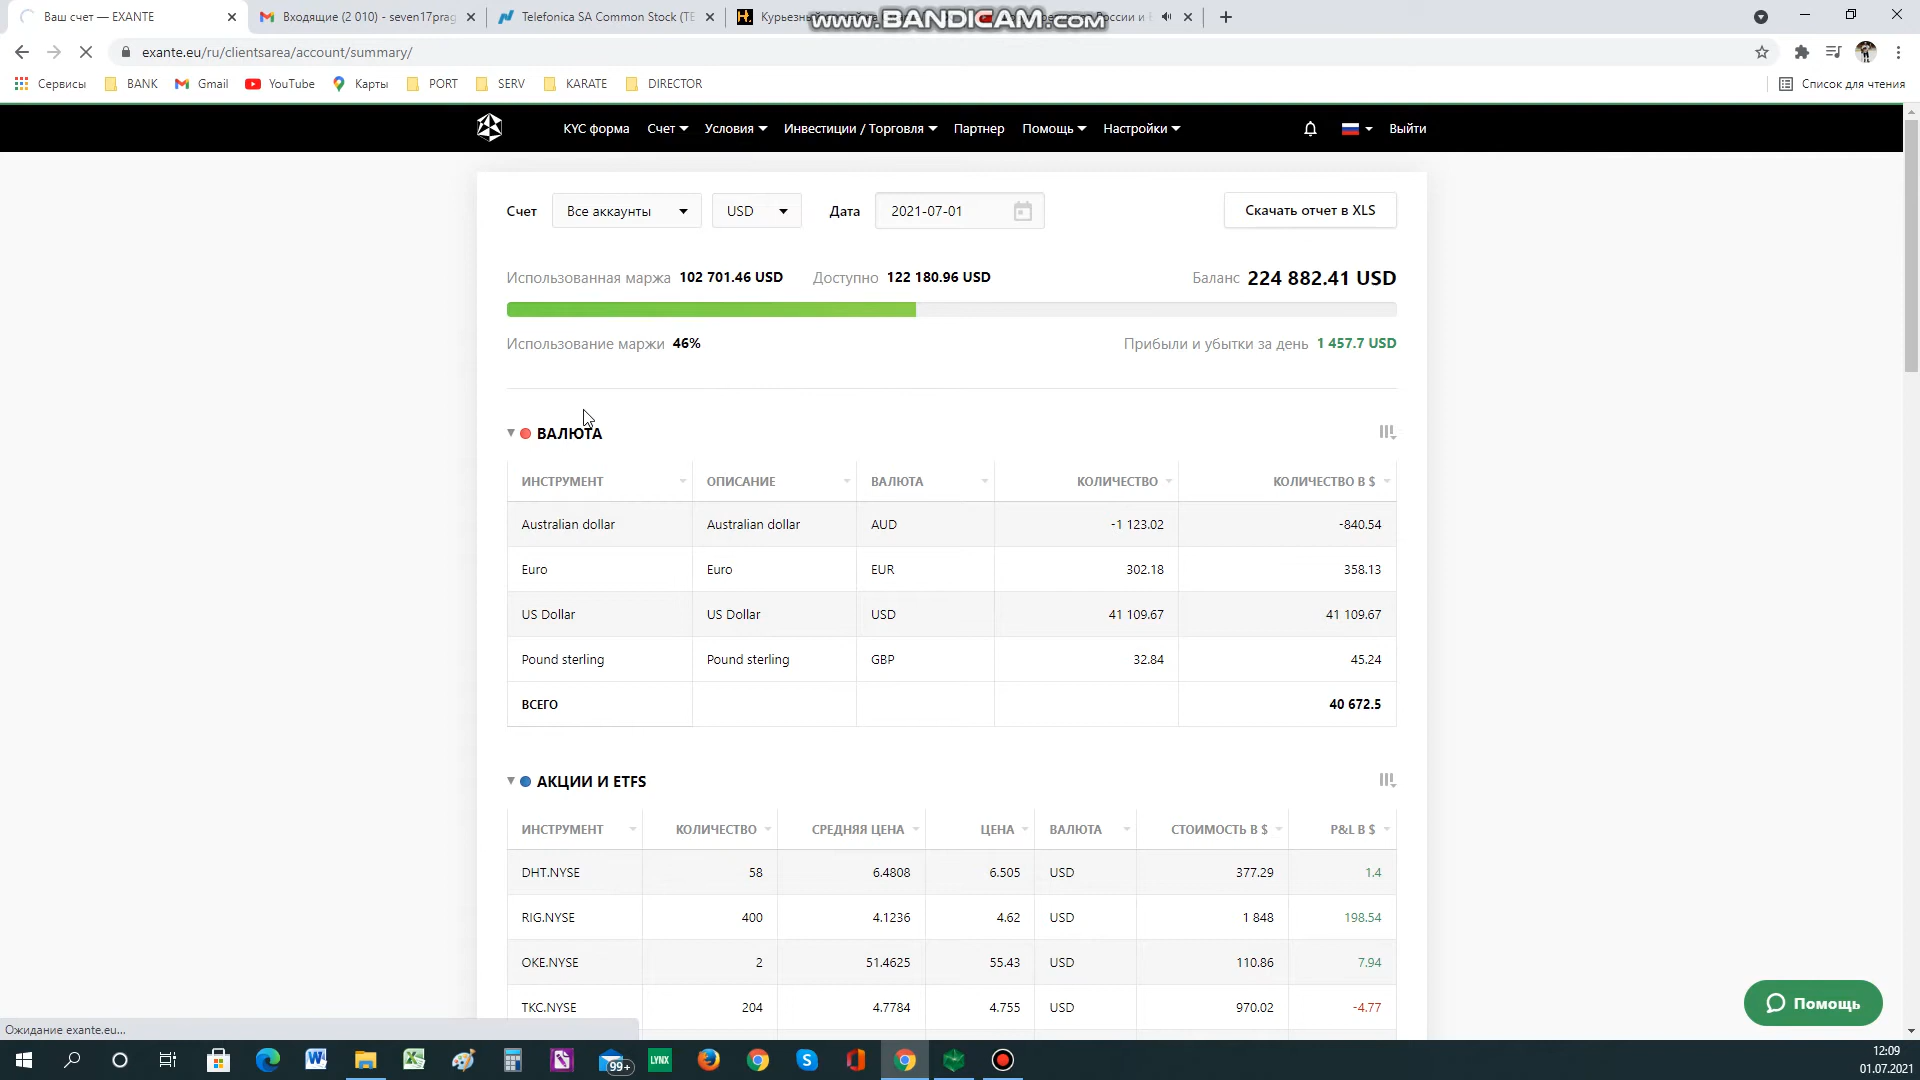 Ваш счет — EXANTE
Входящие (2 010) - seven17prag
Telefonica SA Common Stock (TE
Курьезный
России и
www.BANDICAM.com
exante.eu/ru/clientsarea/account/summary/
Сервисы BANK Gmail YouTube Карты PORT SERV KARATE DIRECTOR Список для чтения
KYC форма Счет Условия Инвестиции / Торговля Партнер Помощь Настройки Выйти
Счет Все аккаунты USD Дата 2021-07-01 Скачать отчет в XLS
Использованная маржа 102 701.46 USD Доступно 122 180.96 USD Баланс 224 882.41 USD
Использование маржи 46% Прибыли и убытки за день 1 457.7 USD
ВАЛЮТА
ИНСТРУМЕНТ ОПИСАНИЕ ВАЛЮТА КОЛИЧЕСТВО КОЛИЧЕСТВО В $
Australian dollar Australian dollar AUD -1 123.02 -840.54
Euro Euro EUR 302.18 358.13
US Dollar US Dollar USD 41 109.67 41 109.67
Pound sterling Pound sterling GBP 32.84 45.24
ВСЕГО 40 672.5
АКЦИИ И ETFS
ИНСТРУМЕНТ КОЛИЧЕСТВО СРЕДНЯЯ ЦЕНА ЦЕНА ВАЛЮТА СТОИМОСТЬ В $ P&L В $
DHT.NYSE 58 6.4808 6.505 USD 377.29 1.4
RIG.NYSE 400 4.1236 4.62 USD 1 848 198.54
OKE.NYSE 2 51.4625 55.43 USD 110.86 7.94
TKC.NYSE 204 4.7784 4.755 USD 970.02 -4.77
Помощь
Ожидание exante.eu...
99+
LYNX
12:09
01.07.2021